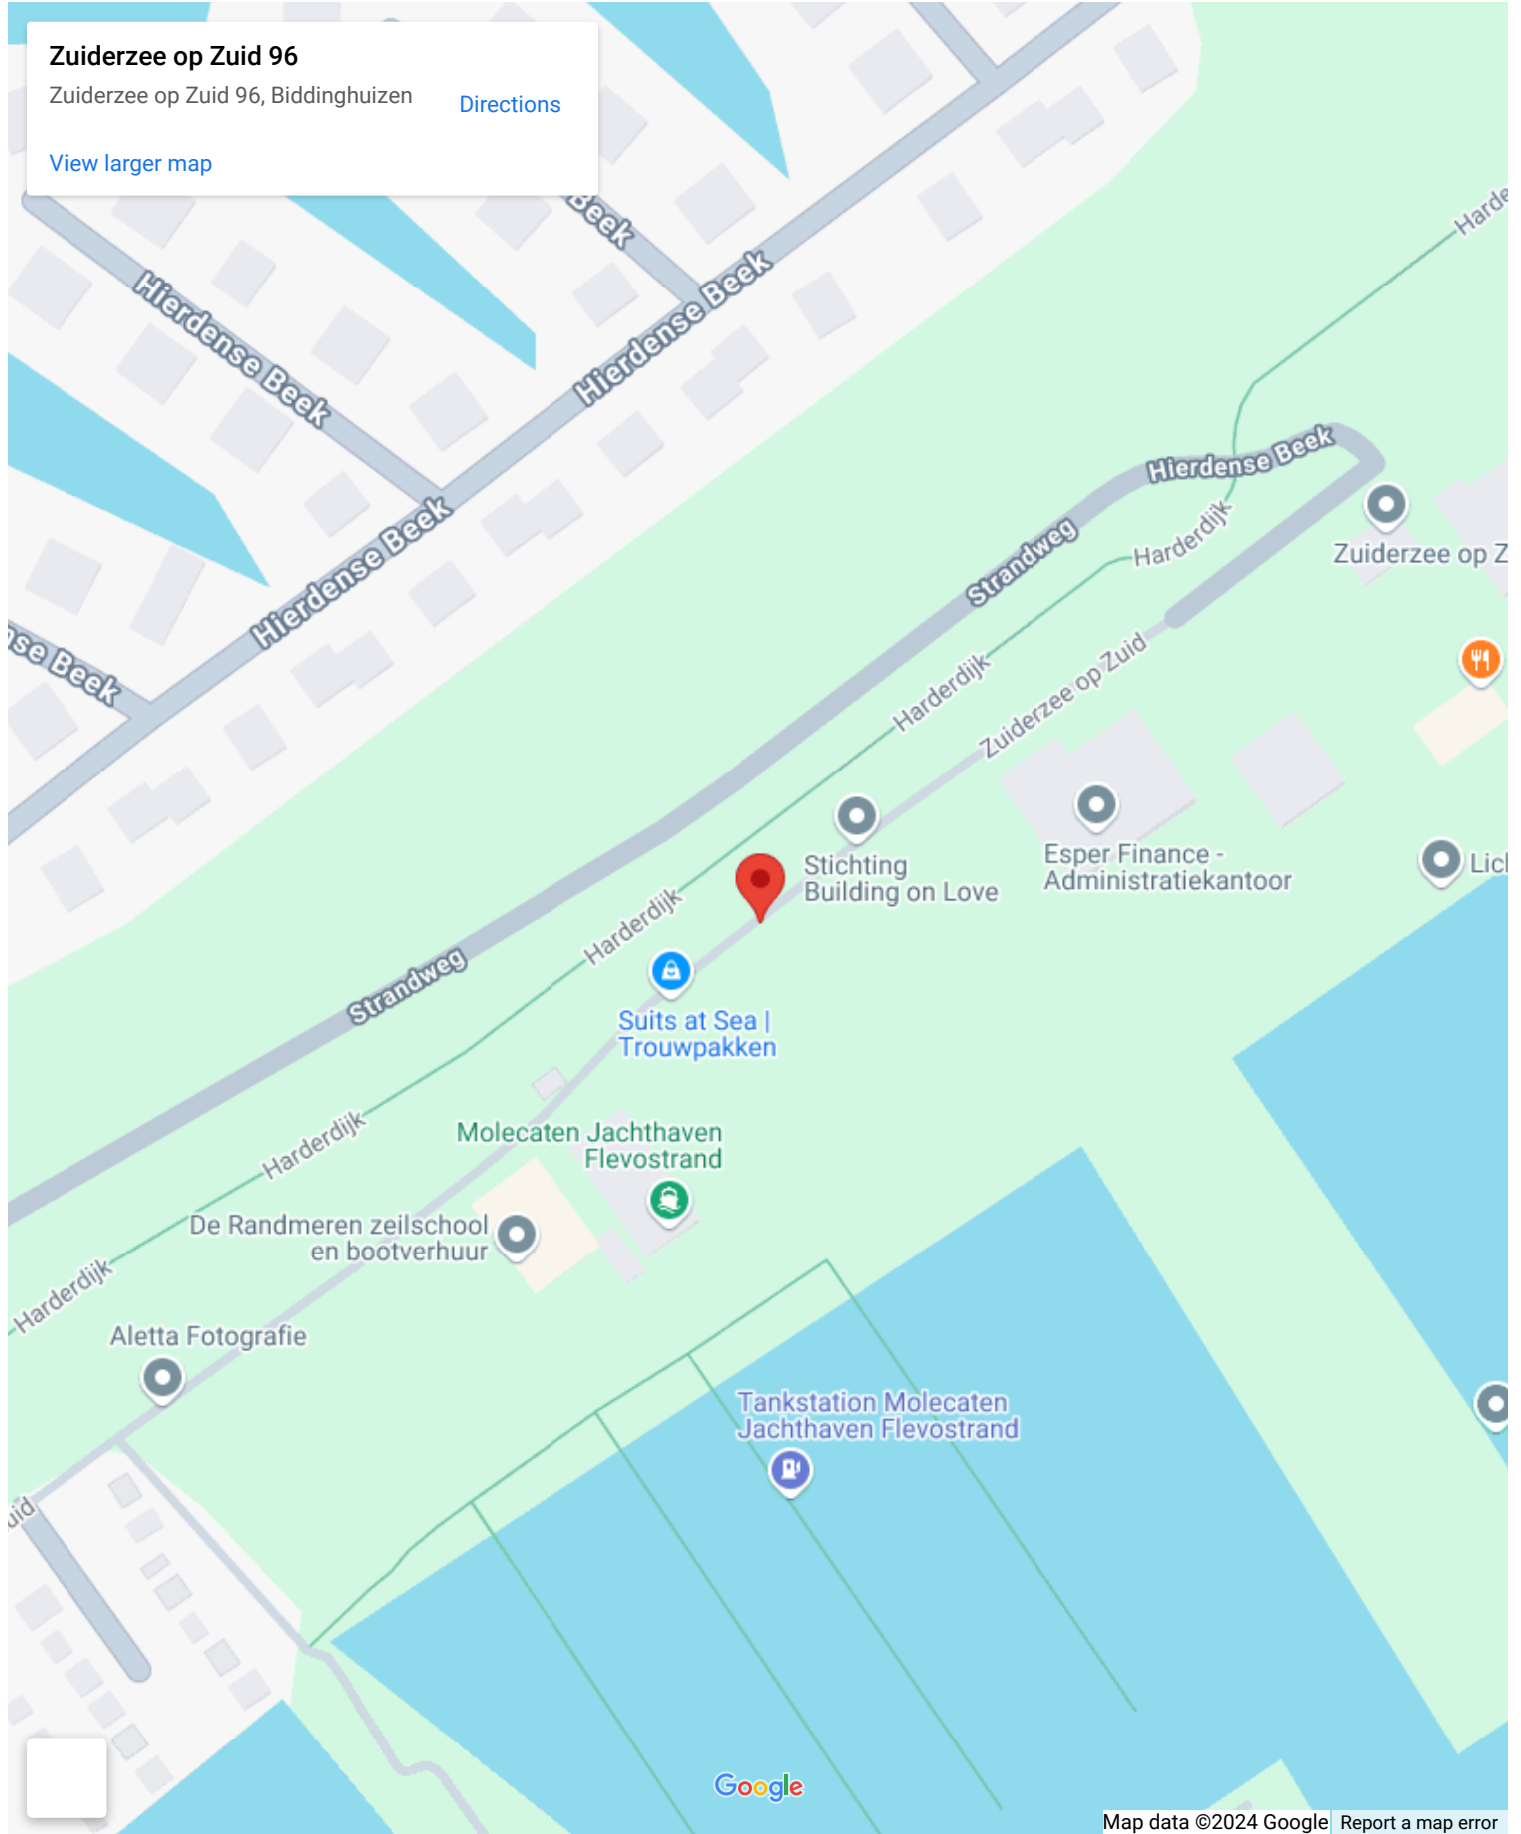 Zuiderzee op Zuid 96
Zuiderzee op Zuid 96, Biddinghuizen
Directions
View larger map
Beek
Harde
Hierdense Beek
Hierdense Beek
Hierdense Beek
Hierdense Beek
Strandweg
Harderdijk
Zuiderzee op Z
se Beek
Harderdijk
Zuiderzee op Zuid
Stichting
Building on Love
Esper Finance -
Administratiekantoor
Lic
Harderdijk
Strandweg
Suits at Sea |
Trouwpakken
Harderdijk
Molecaten Jachthaven
Flevostrand
De Randmeren zeilschool
en bootverhuur
Harderdijk
Aletta Fotografie
Tankstation Molecaten
Jachthaven Flevostrand
uid
Google
Map data ©2024 Google
Report a map error